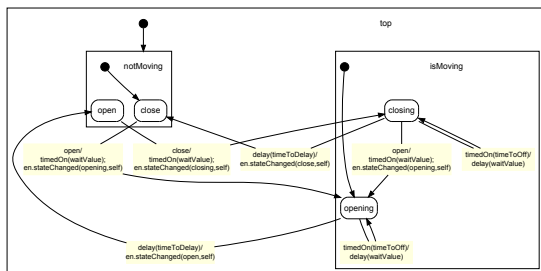 top
notMoving
isMoving
open
close
closing
open/
timedOn(waitValue);
en.stateChanged(opening,self)
close/
timedOn(waitValue);
en.stateChanged(closing,self)
delay(timeToDelay)/
en.stateChanged(close,self)
open/
timedOn(waitValue);
en.stateChanged(opening,self)
timedOn(timeToOff)/
delay(waitValue)
opening
delay(timeToDelay)/
en.stateChanged(open,self)
timedOn(timeToOff)/
delay(waitValue)